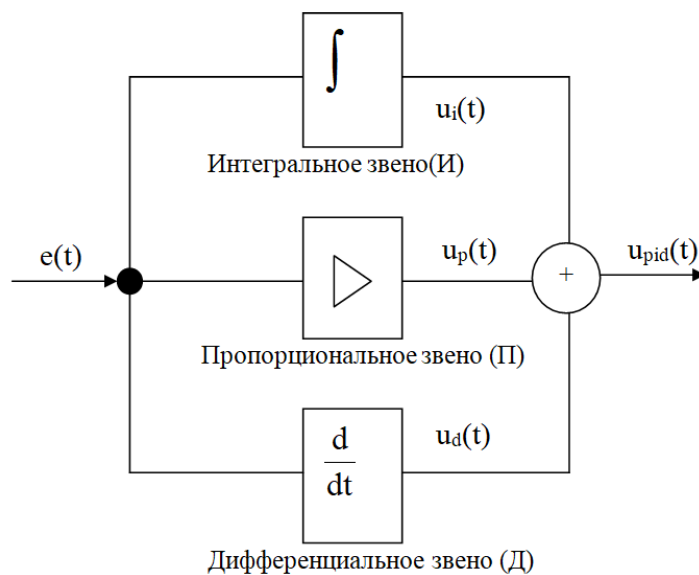 ∫
uᵢ(t)
Интегральное звено(И)
e(t)
uₚ(t)
+
u_pid(t)
Пропорциональное звено (П)
d
dt
u_d(t)
Дифференциальное звено (Д)